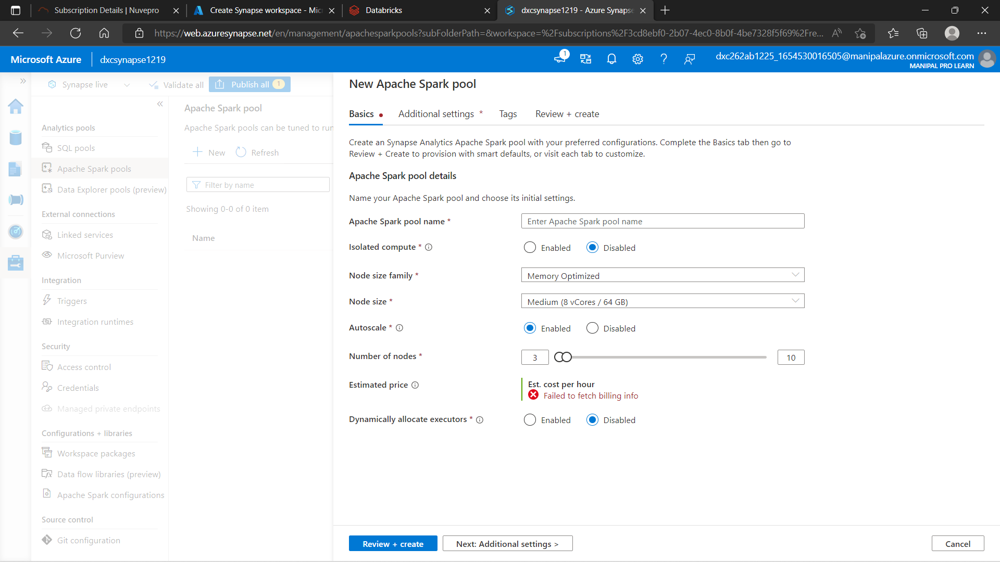 Subscription Details | Nuvepro
Create Synapse workspace - Mic
Databricks
dxcsynapse1219 - Azure Synapse
https://web.azuresynapse.net/en/management/apachesparkpools?subFolderPath=&workspace=%2Fsubscriptions%2F3cd8ebf0-2b07-4ec0-8b0f-4be7328f5f69%2Fre...
Microsoft Azure
dxcsynapse1219
1
dxc262ab1225_1654530016505@manipalazure.onmicrosoft.com
MANIPAL PRO LEARN
Synapse live
Validate all
Publish all 1
Analytics pools
SQL pools
Apache Spark pools
Data Explorer pools (preview)
External connections
Linked services
Microsoft Purview
Integration
Triggers
Integration runtimes
Security
Access control
Credentials
Managed private endpoints
Configurations + libraries
Workspace packages
Data flow libraries (preview)
Apache Spark configurations
Source control
Git configuration
Apache Spark pool
Apache Spark pools can be tuned to run
New
Refresh
Filter by name
Showing 0-0 of 0 item
Name
New Apache Spark pool
Basics
Additional settings *
Tags
Review + create
Create an Synapse Analytics Apache Spark pool with your preferred configurations. Complete the Basics tab then go to
Review + Create to provision with smart defaults, or visit each tab to customize.
Apache Spark pool details
Name your Apache Spark pool and choose its initial settings.
Apache Spark pool name *
Enter Apache Spark pool name
Isolated compute *
Enabled
Disabled
Node size family *
Memory Optimized
Node size *
Medium (8 vCores / 64 GB)
Autoscale *
Enabled
Disabled
Number of nodes *
3
10
Estimated price
Est. cost per hour
Failed to fetch billing info
Dynamically allocate executors *
Enabled
Disabled
Review + create
Next: Additional settings >
Cancel